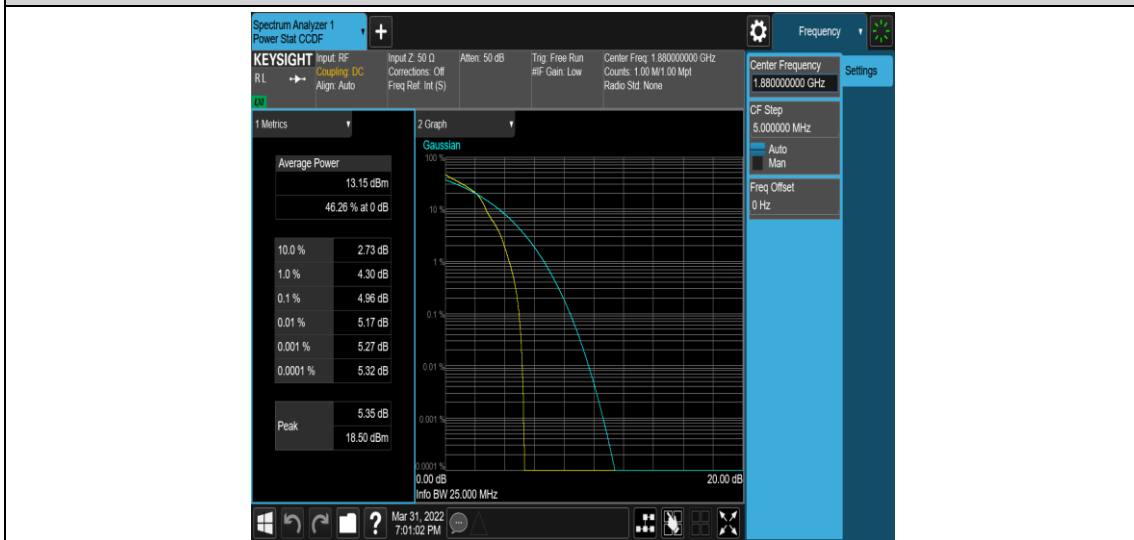 Spectrum Analyzer 1
Power Stat CCDF
+
Frequency
KEYSIGHT
RL
LXI
Input: RF
Coupling: DC
Align: Auto
Input Z: 50 Ω
Corrections: Off
Freq Ref: Int (S)
Atten: 50 dB
Trig: Free Run
#IF Gain: Low
Center Freq: 1.880000000 GHz
Counts: 1.00 M/1.00 Mpt
Radio Std: None
Center Frequency
1.880000000 GHz
Settings
CF Step
5.000000 MHz
Auto
Man
Freq Offset
0 Hz
1 Metrics
Average Power
13.15 dBm
46.26 % at 0 dB
10.0 % 2.73 dB
1.0 % 4.30 dB
0.1 % 4.96 dB
0.01 % 5.17 dB
0.001 % 5.27 dB
0.0001 % 5.32 dB
Peak
5.35 dB
18.50 dBm
2 Graph
Gaussian
100 %
10 %
1 %
0.1 %
0.01 %
0.001 %
0.0001 %
0.00 dB 20.00 dB
Info BW 25.000 MHz
?
Mar 31, 2022
7:01:02 PM